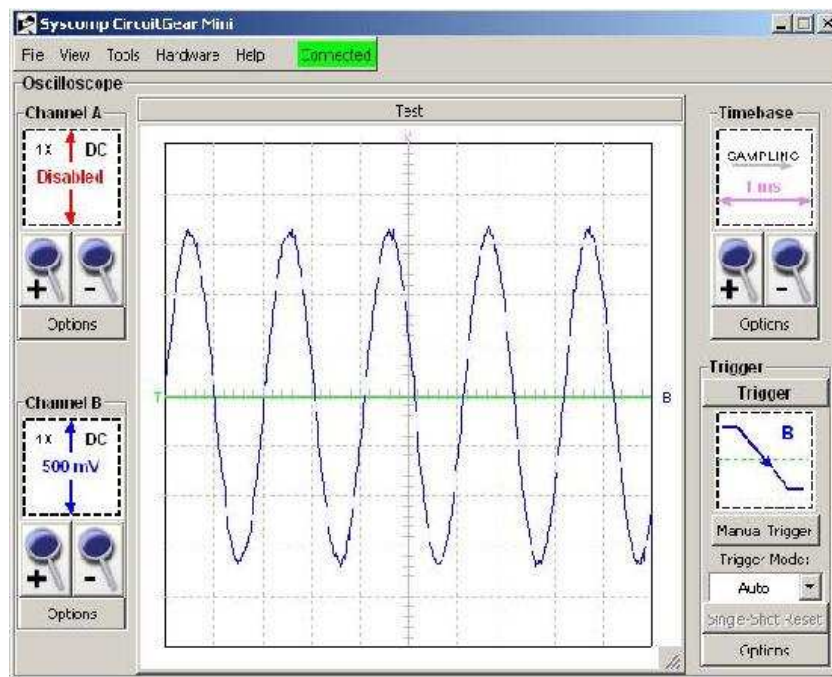 Syscomp CircuitGear Mini
File View Tools Hardware Help Connected
Oscilloscope
Channel A
1X DC
Disabled
+ -
Options
Channel B
1X DC
500 mV
+ -
Options
Test
X
T
B
Timebase
SAMPLING
1 ms
+ -
Options
Trigger
Trigger
B
Manual Trigger
Trigger Mode:
Auto
Single-Shot Reset
Options